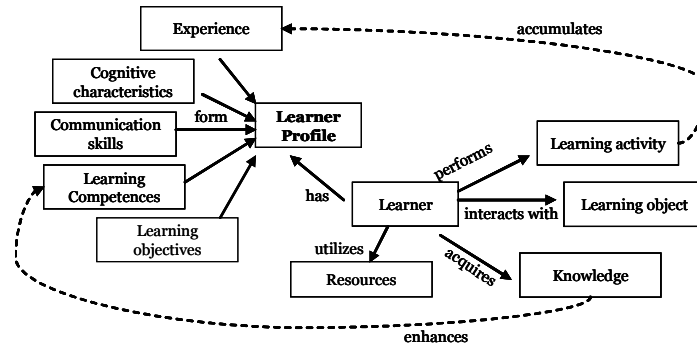 Experience
accumulates
Cognitive
characteristics
form
Learner
Profile
Communication
skills
Learning
Competences
Learning
objectives
has
Learner
performs
Learning activity
interacts with
Learning object
utilizes
Resources
acquires
Knowledge
enhances